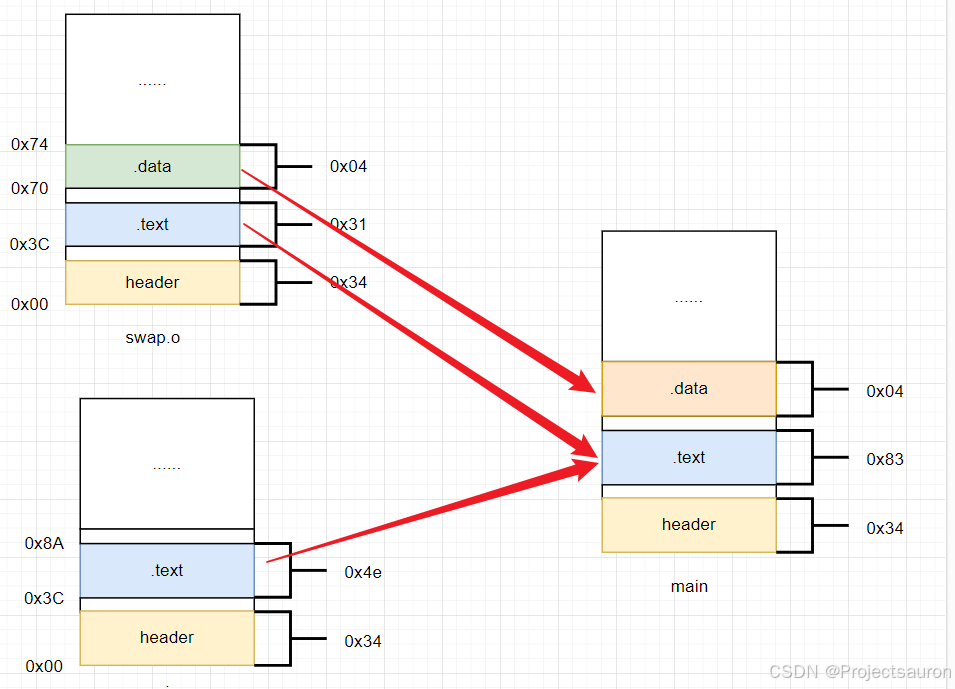 ......
0x74
.data
0x04
0x70
.text
0x31
0x3C
header
0x34
0x00
swap.o
......
0x8A
.text
0x4e
0x3C
header
0x34
0x00
......
.data
0x04
.text
0x83
header
0x34
main
CSDN @Projectsauron